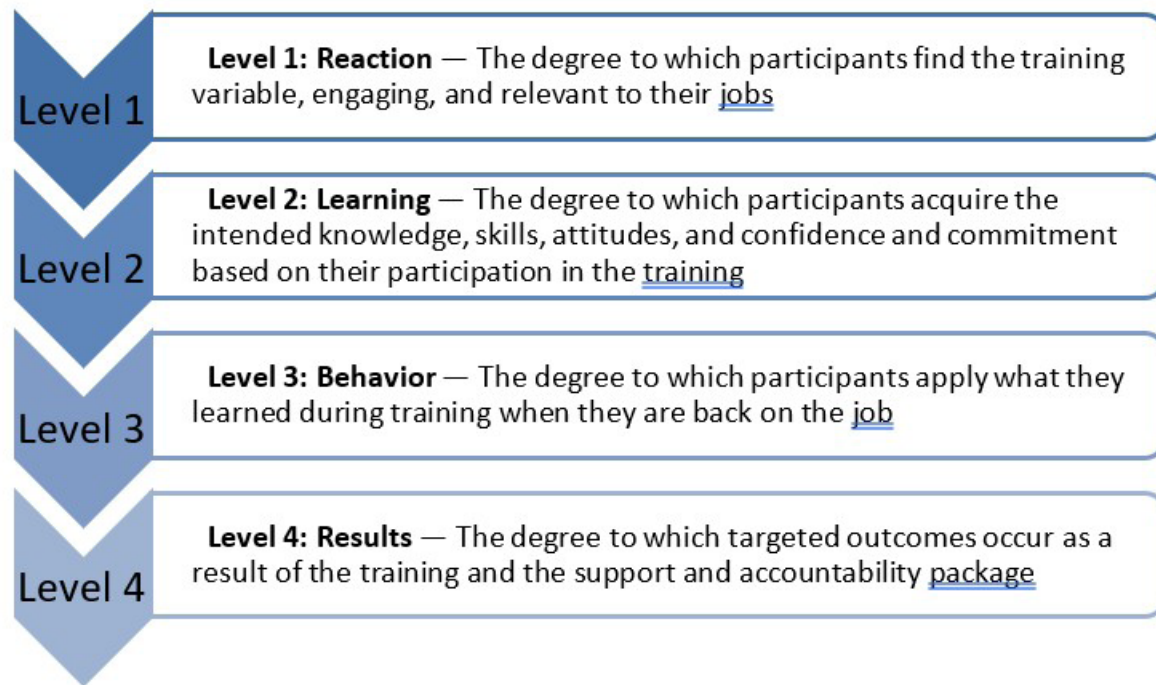 Level 1
Level 1: Reaction — The degree to which participants find the training
variable, engaging, and relevant to their jobs
Level 2
Level 2: Learning — The degree to which participants acquire the
intended knowledge, skills, attitudes, and confidence and commitment
based on their participation in the training
Level 3
Level 3: Behavior — The degree to which participants apply what they
learned during training when they are back on the job
Level 4
Level 4: Results — The degree to which targeted outcomes occur as a
result of the training and the support and accountability package